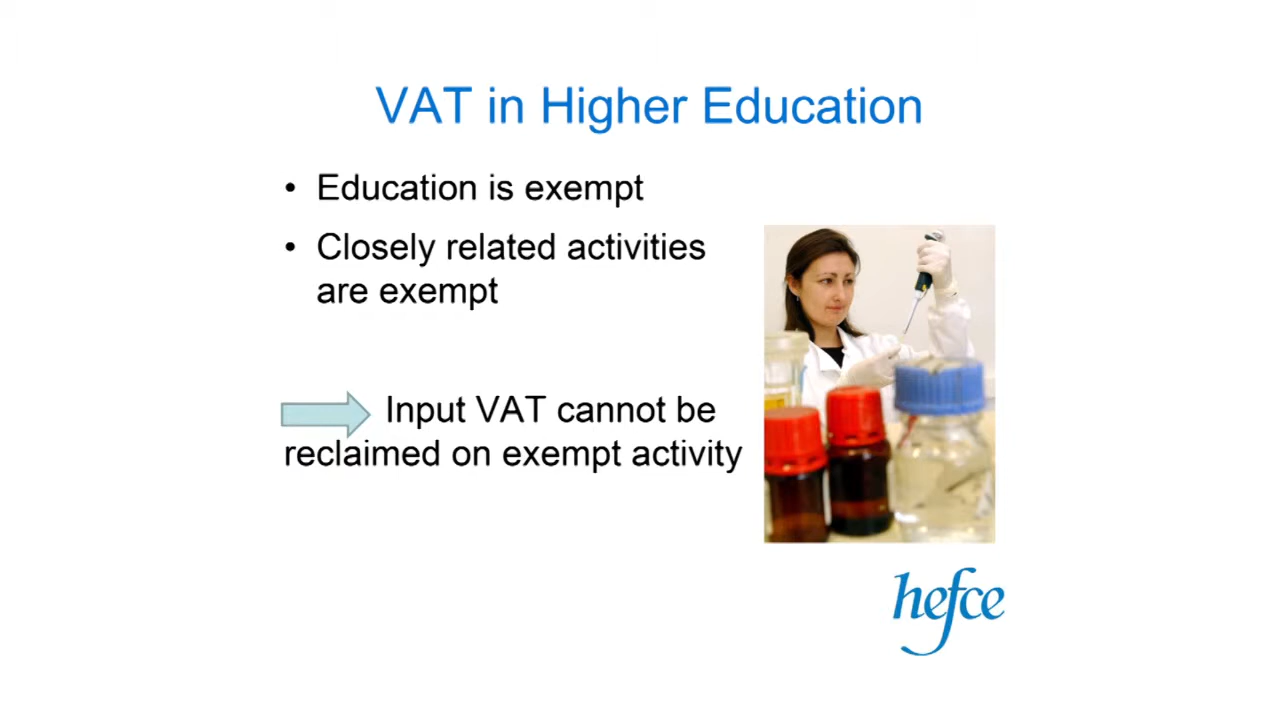 VAT in Higher Education
• Education is exempt
• Closely related activities
are exempt
Input VAT cannot be
reclaimed on exempt activity
hefce